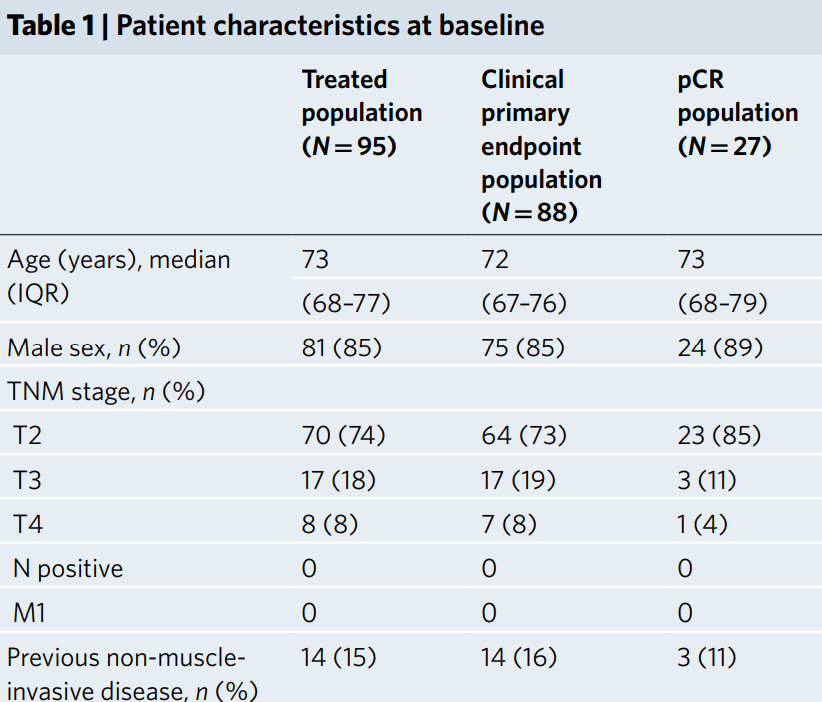 Table 1 | Patient characteristics at baseline
Treated population (N = 95) Clinical primary endpoint population (N = 88) pCR population (N = 27)
Age (years), median (IQR) 73 (68–77) 72 (67–76) 73 (68–79)
Male sex, n (%) 81 (85) 75 (85) 24 (89)
TNM stage, n (%)
T2 70 (74) 64 (73) 23 (85)
T3 17 (18) 17 (19) 3 (11)
T4 8 (8) 7 (8) 1 (4)
N positive 0 0 0
M1 0 0 0
Previous non-muscle-invasive disease, n (%) 14 (15) 14 (16) 3 (11)